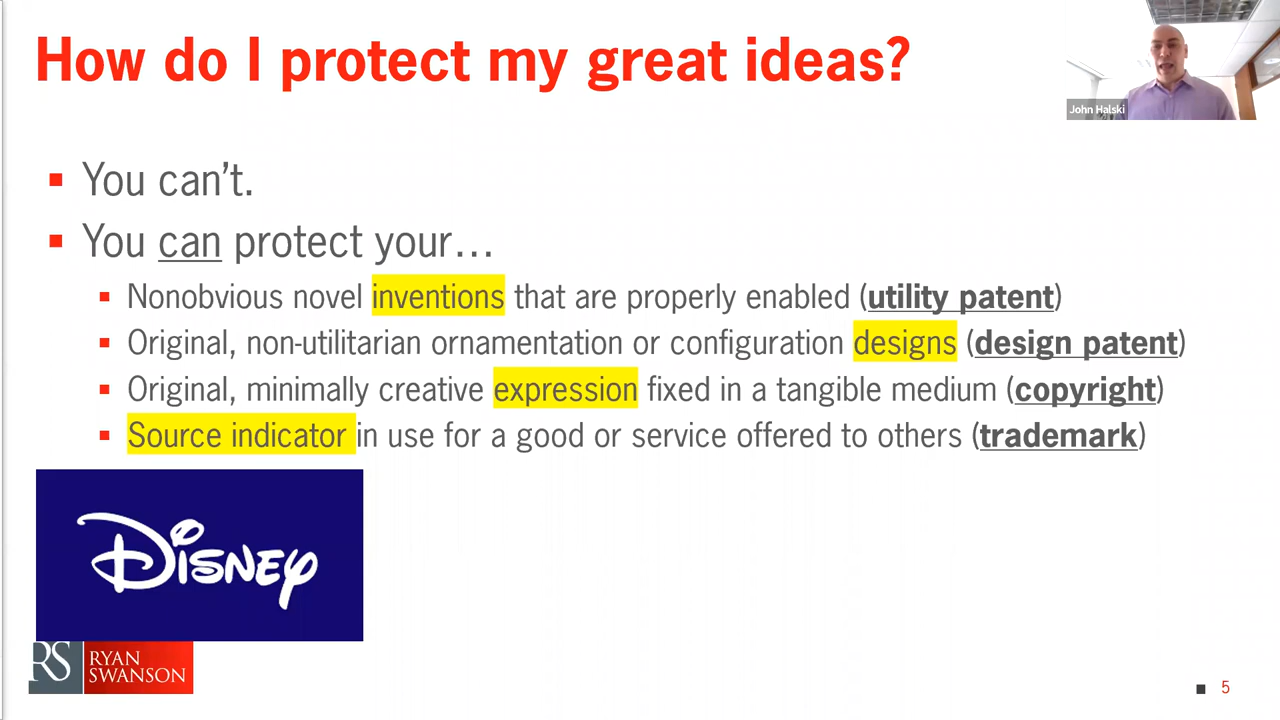 How do I protect my great ideas?
John Halski
You can't.
You can protect your…
Nonobvious novel inventions that are properly enabled (utility patent)
Original, non-utilitarian ornamentation or configuration designs (design patent)
Original, minimally creative expression fixed in a tangible medium (copyright)
Source indicator in use for a good or service offered to others (trademark)
Disney
RS RYAN
SWANSON
5